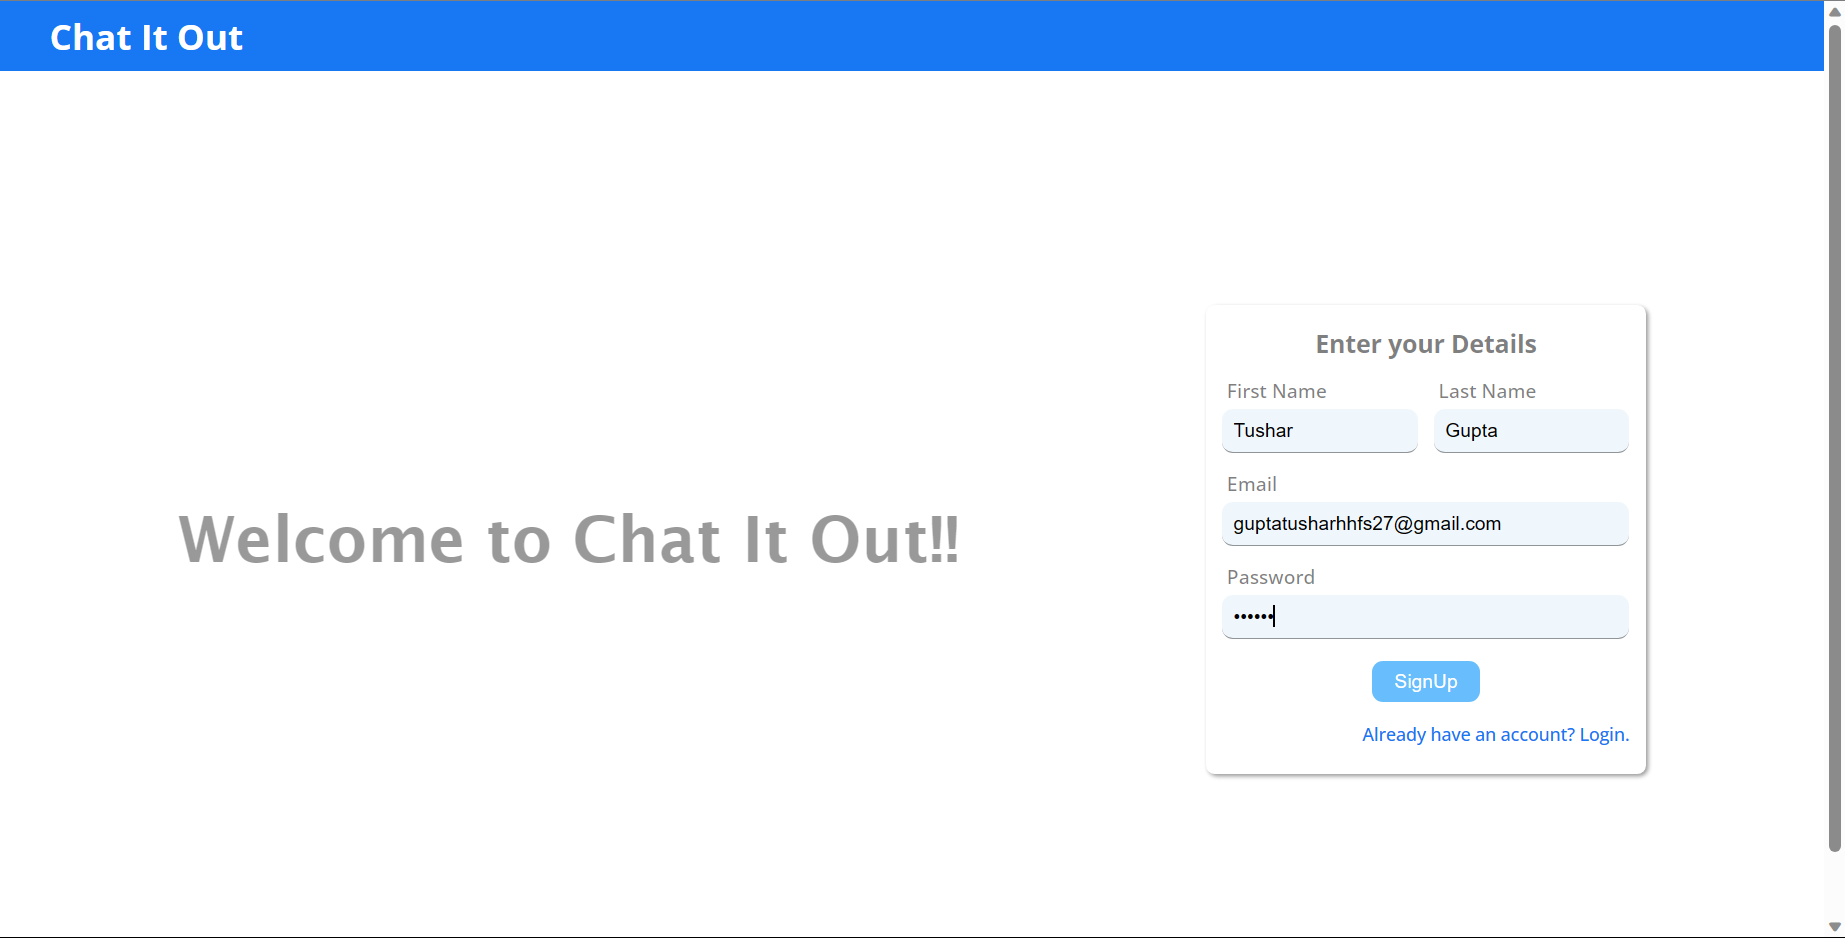 Chat It Out
Welcome to Chat It Out!!
Enter your Details
First Name
Last Name
Tushar
Gupta
Email
guptatusharhhfs27@gmail.com
Password
••••••
SignUp
Already have an account? Login.